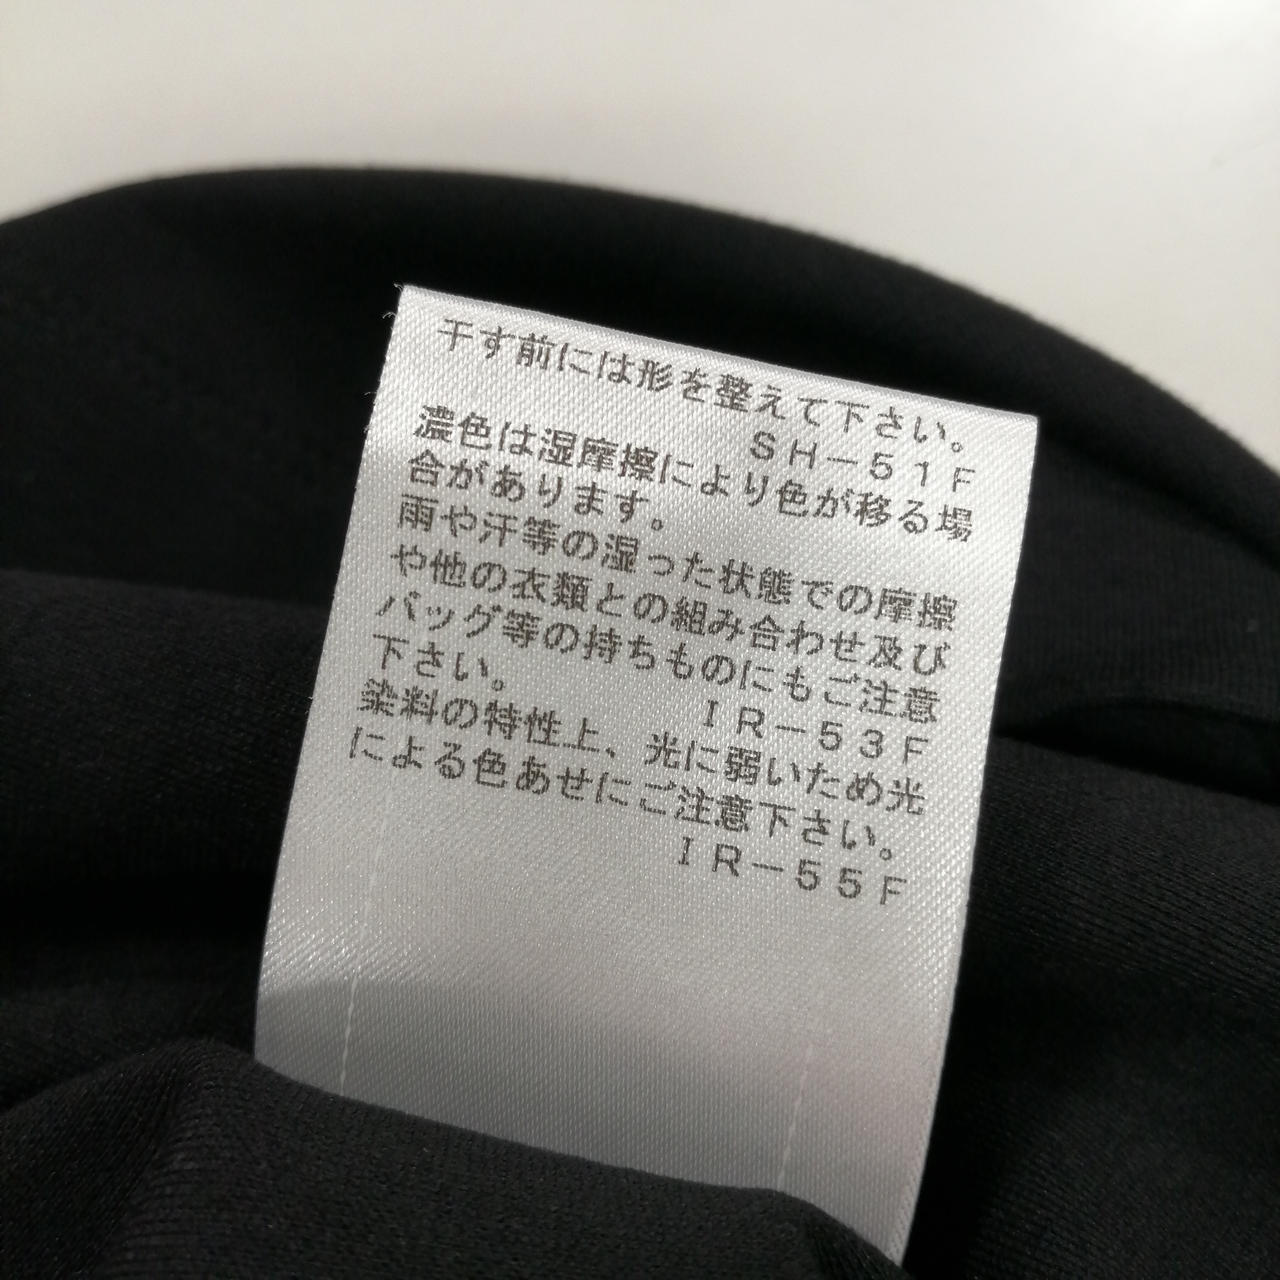 干す前には形を整えて下さい。
SH-51F
濃色は湿摩擦により色が移る場
合があります。
雨や汗等の湿った状態での摩擦
や他の衣類との組み合わせ及び
バッグ等の持ちものにもご注意
下さい。
IR-53F
染料の特性上、光に弱いため光
による色あせにご注意下さい。
IR-55F